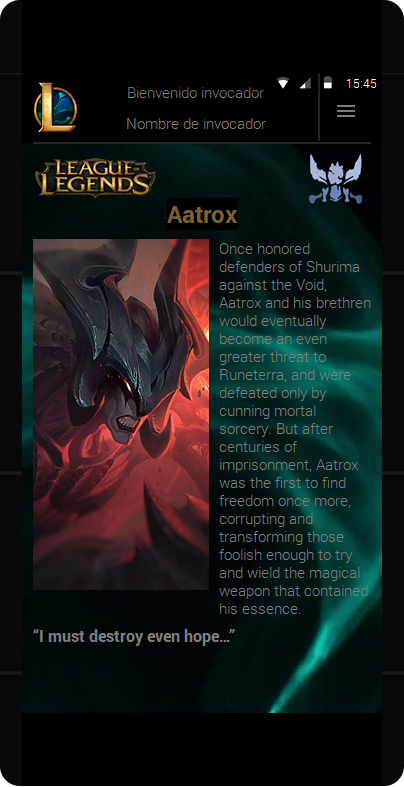 15:45
Bienvenido invocador
Nombre de invocador
LEAGUE OF
LEGENDS
Aatrox
Once honored
defenders of Shurima
against the Void,
Aatrox and his brethren
would eventually
become an even
greater threat to
Runeterra, and were
defeated only by
cunning mortal
sorcery. But after
centuries of
imprisonment, Aatrox
was the first to find
freedom once more,
corrupting and
transforming those
foolish enough to try
and wield the magical
weapon that contained
his essence.
“I must destroy even hope…”